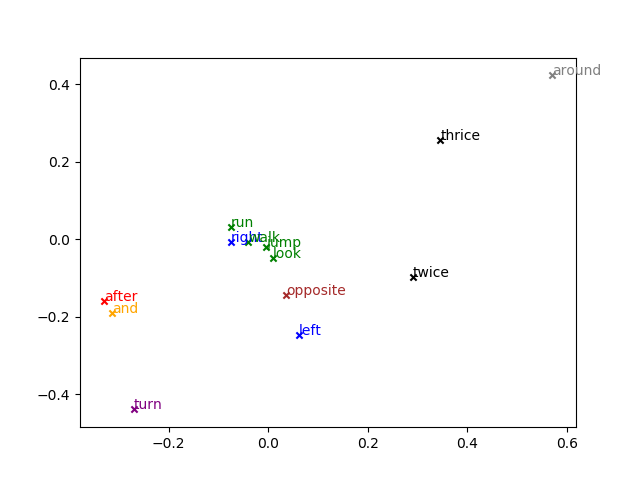 around
0.4
thrice
0.2
run
right
walk
0.0
jump
look
twice
opposite
after
and
−0.2
left
turn
−0.4
−0.2 0.0 0.2 0.4 0.6